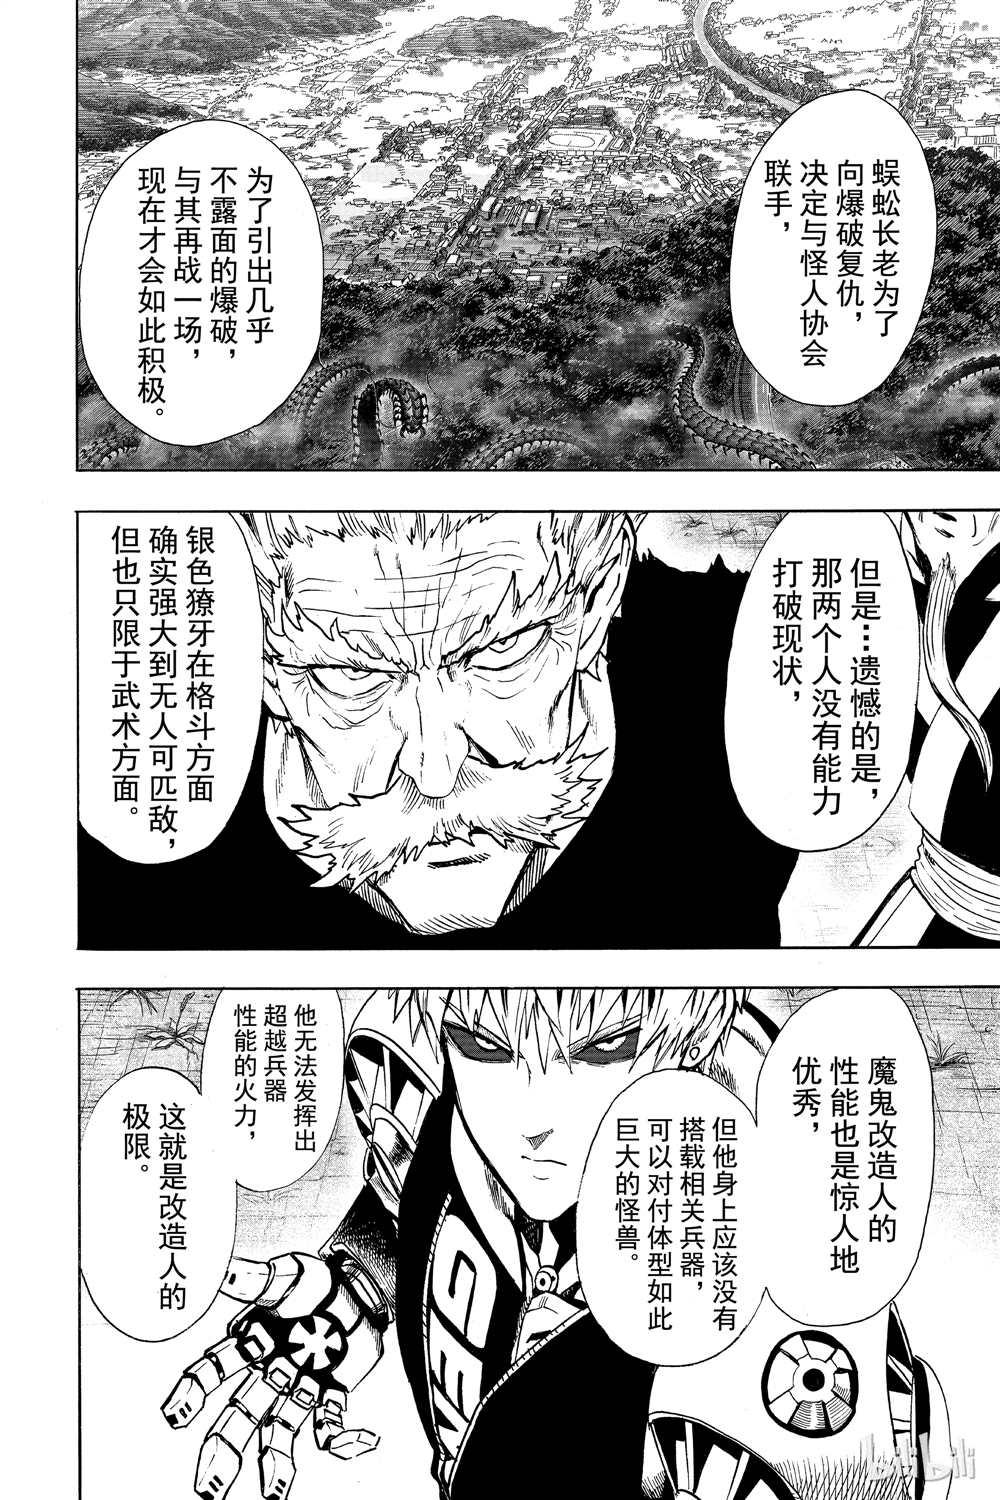 蜈蚣长老为了
向爆破复仇，
决定与怪人协会
联手，
为了引出几乎
不露面的爆破，
与其再战一场，
现在才会如此积极。
但是…遗憾的是，
那两个人没有能力
打破现状，
银色獠牙在格斗方面
确实强大到无人可匹敌，
但也只限于武术方面。
魔鬼改造人的
性能也是惊人地
优秀，
但他身上应该没有
搭载相关兵器，
可以对付体型如此
巨大的怪兽。
他无法发挥出
超越兵器
性能的火力，
这就是改造人的
极限。
GEN
bilibili